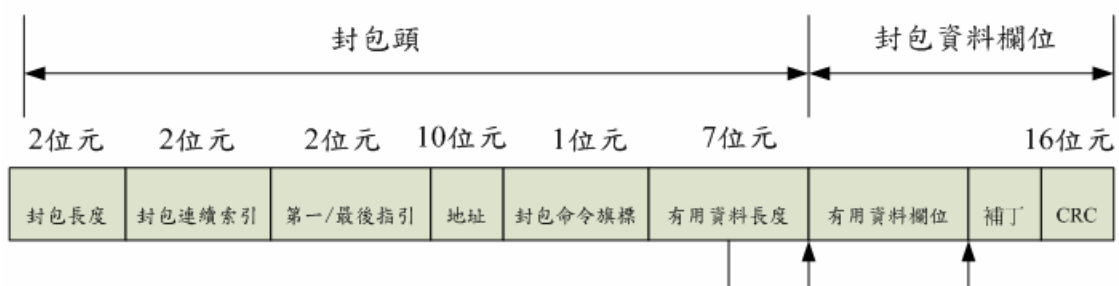 封包頭 封包資料欄位
2位元 2位元 2位元 10位元 1位元 7位元 16位元
封包長度 封包連續索引 第一/最後指引 地址 封包命令旗標 有用資料長度 有用資料欄位 補丁 CRC